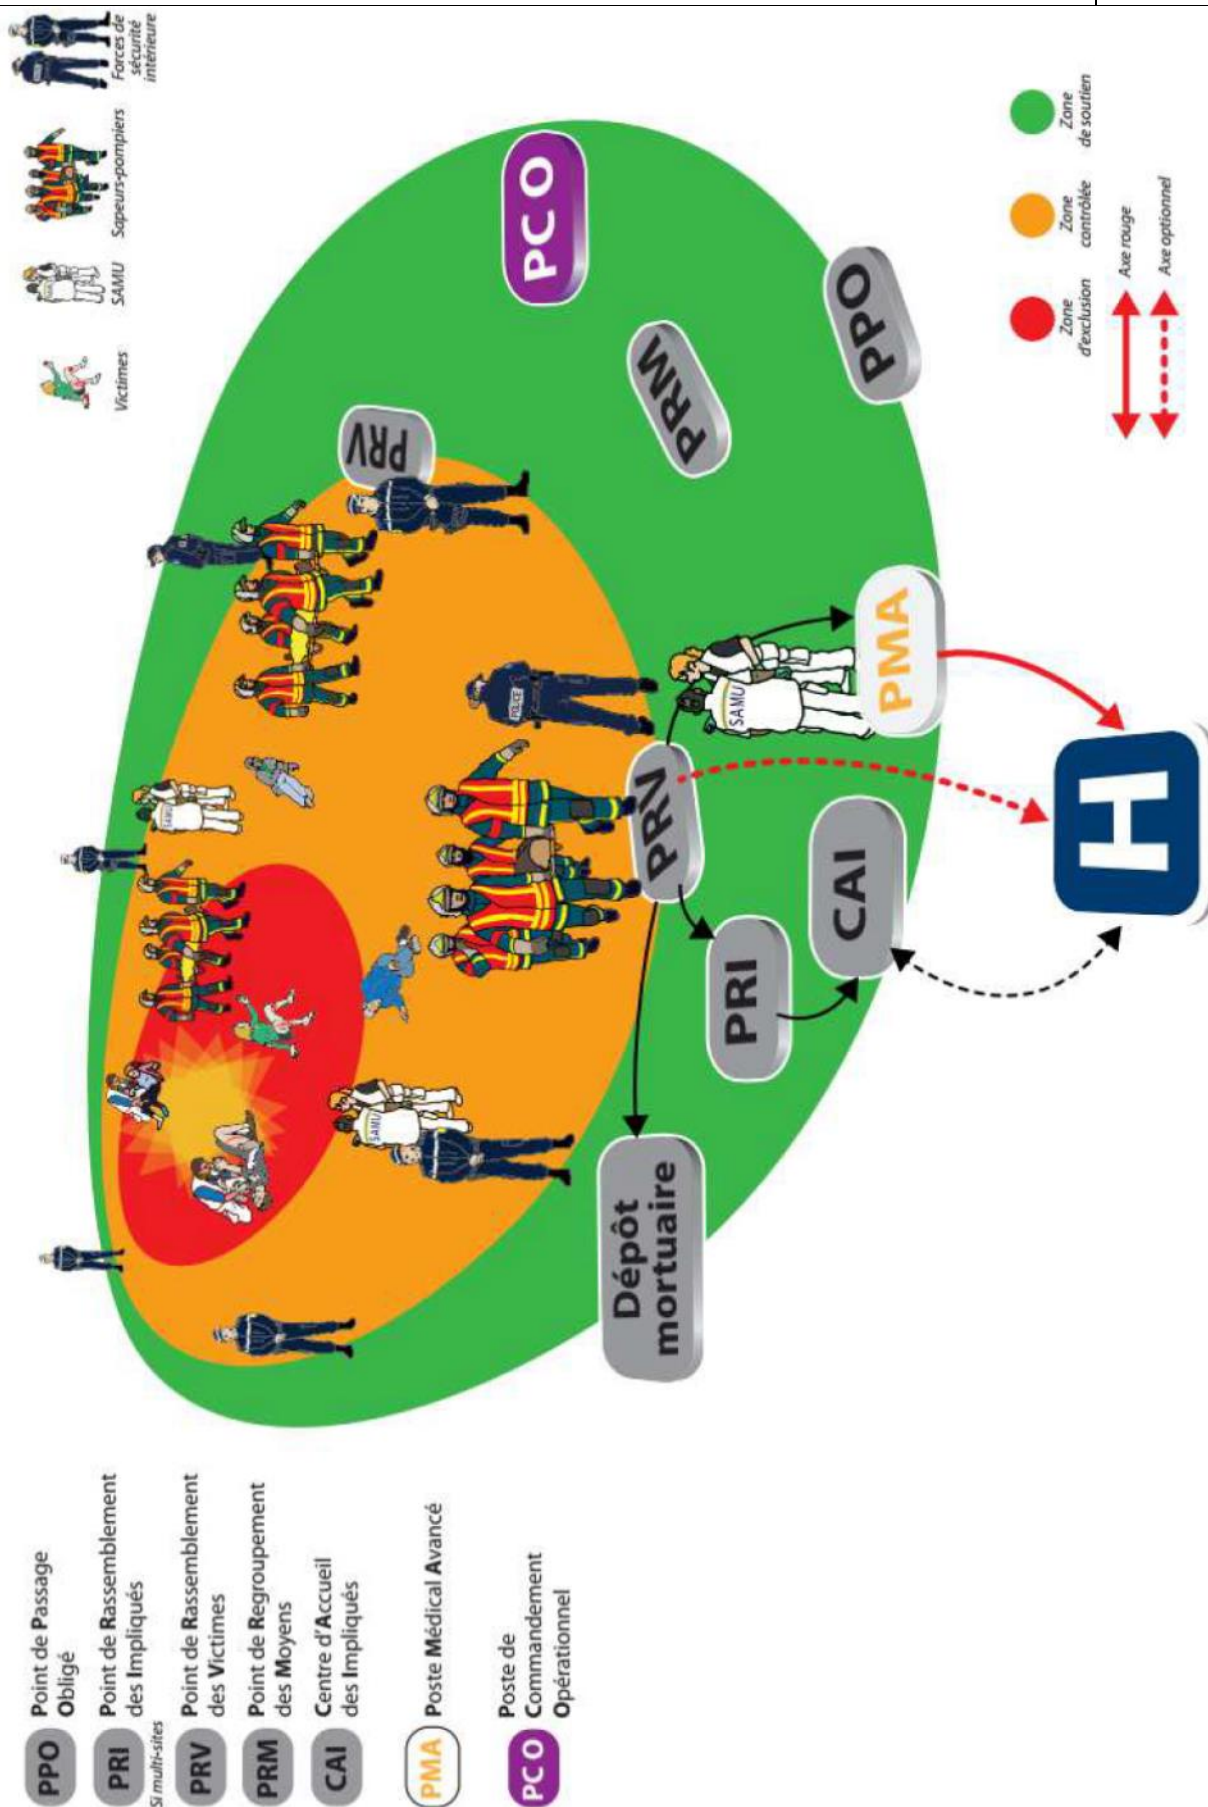 PPO
Point de Passage
Obligé
PRI
Point de Rassemblement
des Impliqués
Si multi-sites
PRV
Point de Rassemblement
des Victimes
PRM
Point de Regroupement
des Moyens
CAI
Centre d'Accueil
des Impliqués
PMA
Poste Médical Avancé
PC O
Poste de
Commandement
Opérationnel
Victimes
SAMU
Sapeurs-pompiers
Forces de
sécurité
intérieure
SAMU
SAMU
POLICE
SAMU
PRV
PRV
PC O
PRM
PPO
PMA
PRI
CAI
Dépôt
mortuaire
H
Zone
d'exclusion
Zone
contrôlée
Zone
de soutien
Axe rouge
Axe optionnel